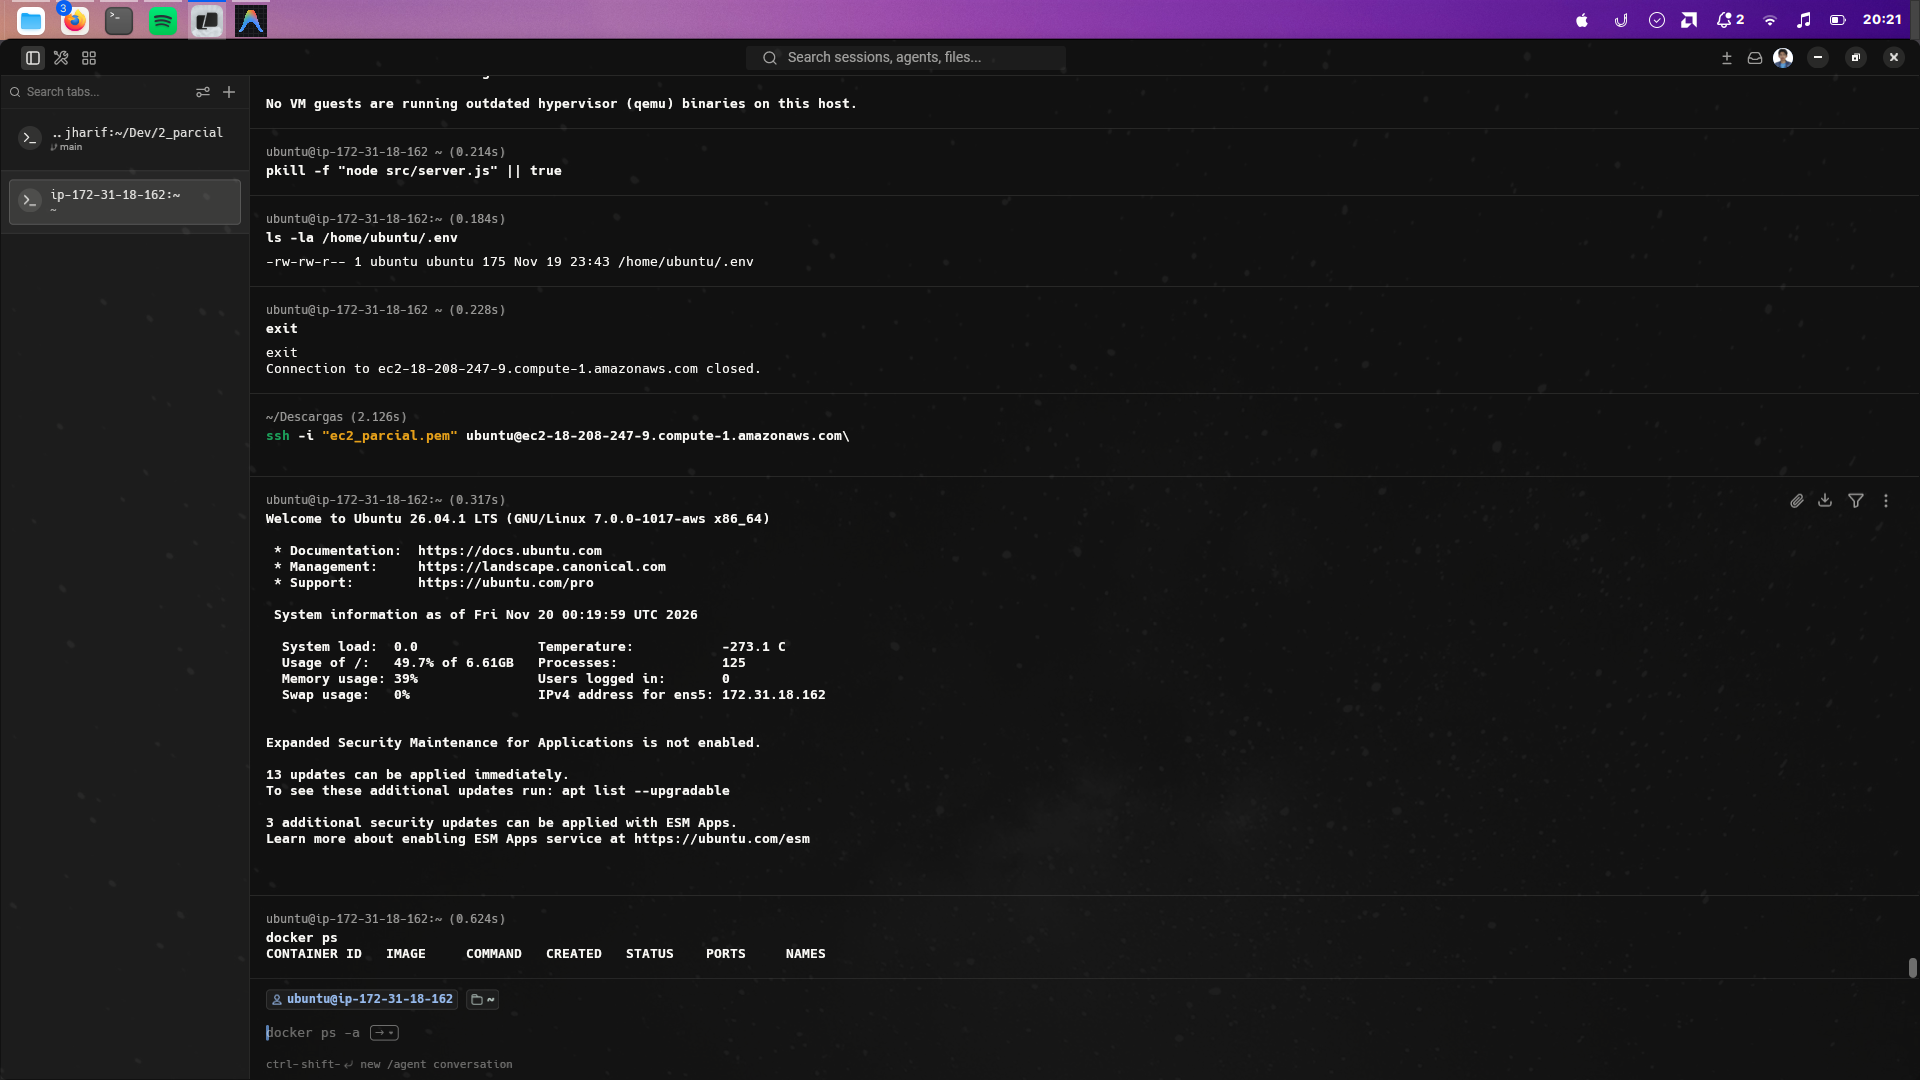 3
2
20:21
Search sessions, agents, files...
Search tabs...
..jharif:~/Dev/2_parcial
main
ip-172-31-18-162:~
~
No VM guests are running outdated hypervisor (qemu) binaries on this host.
ubuntu@ip-172-31-18-162 ~ (0.214s)
pkill -f "node src/server.js" || true
ubuntu@ip-172-31-18-162:~ (0.184s)
ls -la /home/ubuntu/.env
-rw-rw-r-- 1 ubuntu ubuntu 175 Nov 19 23:43 /home/ubuntu/.env
ubuntu@ip-172-31-18-162 ~ (0.228s)
exit
exit
Connection to ec2-18-208-247-9.compute-1.amazonaws.com closed.
~/Descargas (2.126s)
ssh -i "ec2_parcial.pem" ubuntu@ec2-18-208-247-9.compute-1.amazonaws.com\
ubuntu@ip-172-31-18-162:~ (0.317s)
Welcome to Ubuntu 26.04.1 LTS (GNU/Linux 7.0.0-1017-aws x86_64)
* Documentation:  https://docs.ubuntu.com
* Management:     https://landscape.canonical.com
* Support:        https://ubuntu.com/pro
System information as of Fri Nov 20 00:19:59 UTC 2026
System load:  0.0               Temperature:           -273.1 C
Usage of /:   49.7% of 6.61GB   Processes:             125
Memory usage: 39%               Users logged in:       0
Swap usage:   0%                IPv4 address for ens5: 172.31.18.162
Expanded Security Maintenance for Applications is not enabled.
13 updates can be applied immediately.
To see these additional updates run: apt list --upgradable
3 additional security updates can be applied with ESM Apps.
Learn more about enabling ESM Apps service at https://ubuntu.com/esm
ubuntu@ip-172-31-18-162:~ (0.624s)
docker ps
CONTAINER ID   IMAGE     COMMAND   CREATED   STATUS    PORTS     NAMES
ubuntu@ip-172-31-18-162 ~
docker ps -a
ctrl-shift-↵ new /agent conversation